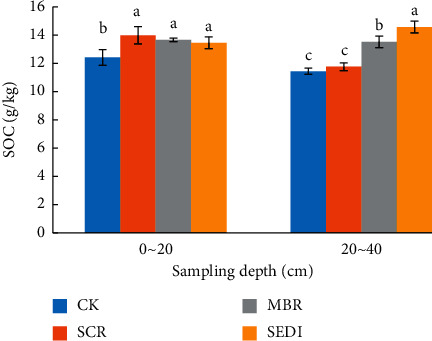 SOC (g/kg)
16
14
12
10
8
6
4
2
0
b a a a
c c b a
0~20 20~40
Sampling depth (cm)
CK MBR
SCR SEDI